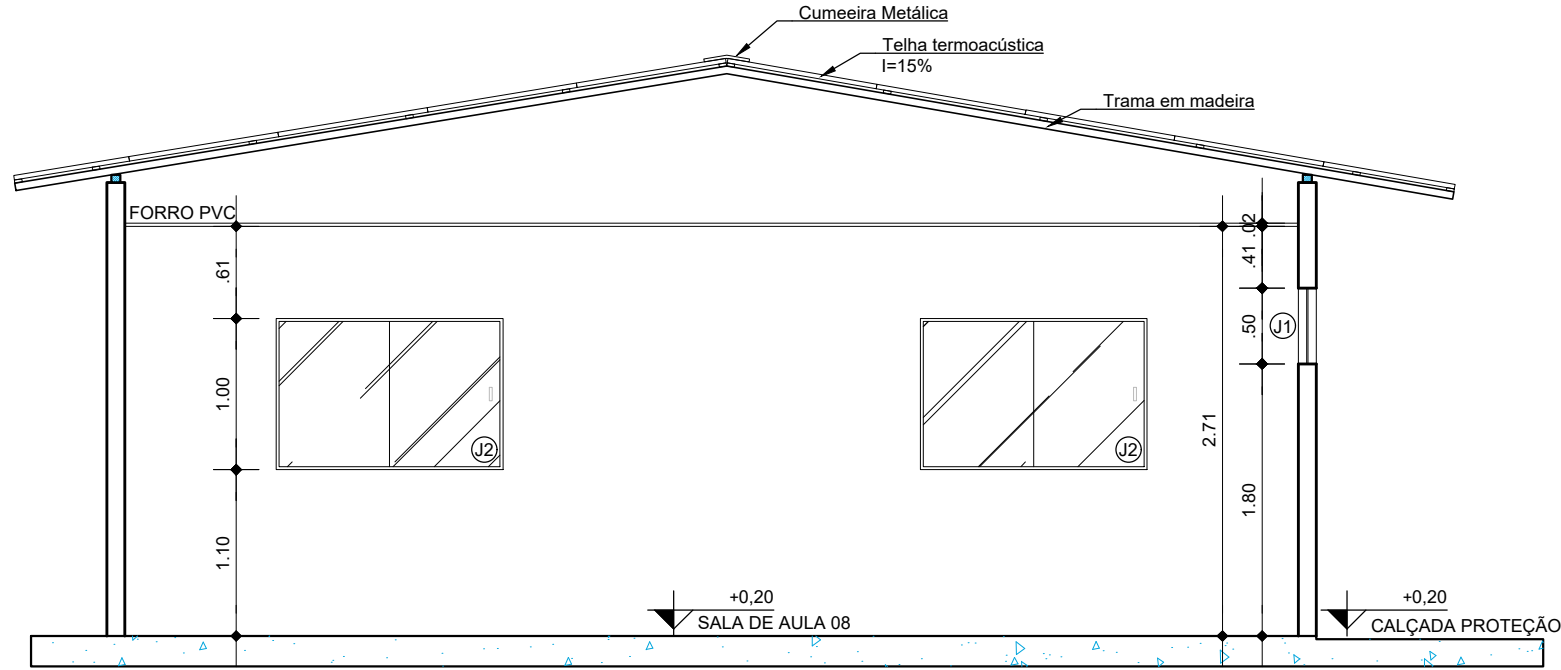 Cumeeira Metálica
Telha termoacústica
I=15%
Trama em madeira
FORRO PVC
.61
1.00
1.10
J2
J2
2.71
.02
.41
.50
1.80
J1
+0,20
SALA DE AULA 08
+0,20
CALÇADA PROTEÇÃO